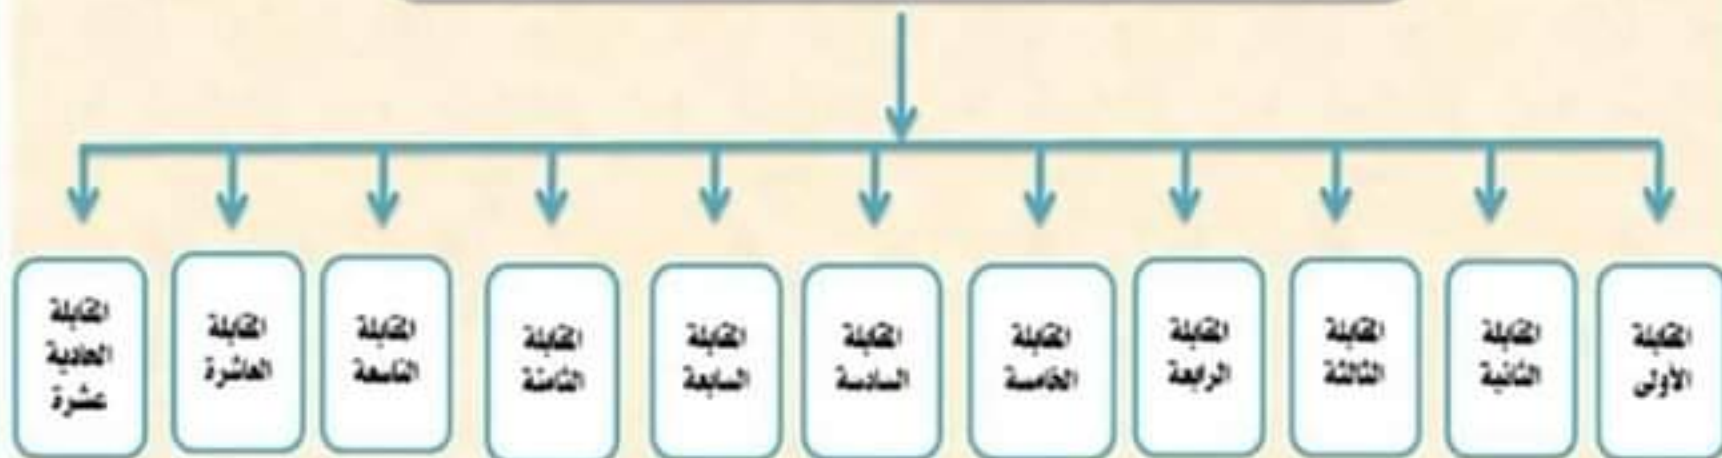 المقابلة
الأولى
المقابلة
الثانية
المقابلة
الثالثة
المقابلة
الرابعة
المقابلة
الخامسة
المقابلة
السادسة
المقابلة
السابعة
المقابلة
الثامنة
المقابلة
التاسعة
المقابلة
العاشرة
المقابلة
الحادية
عشرة